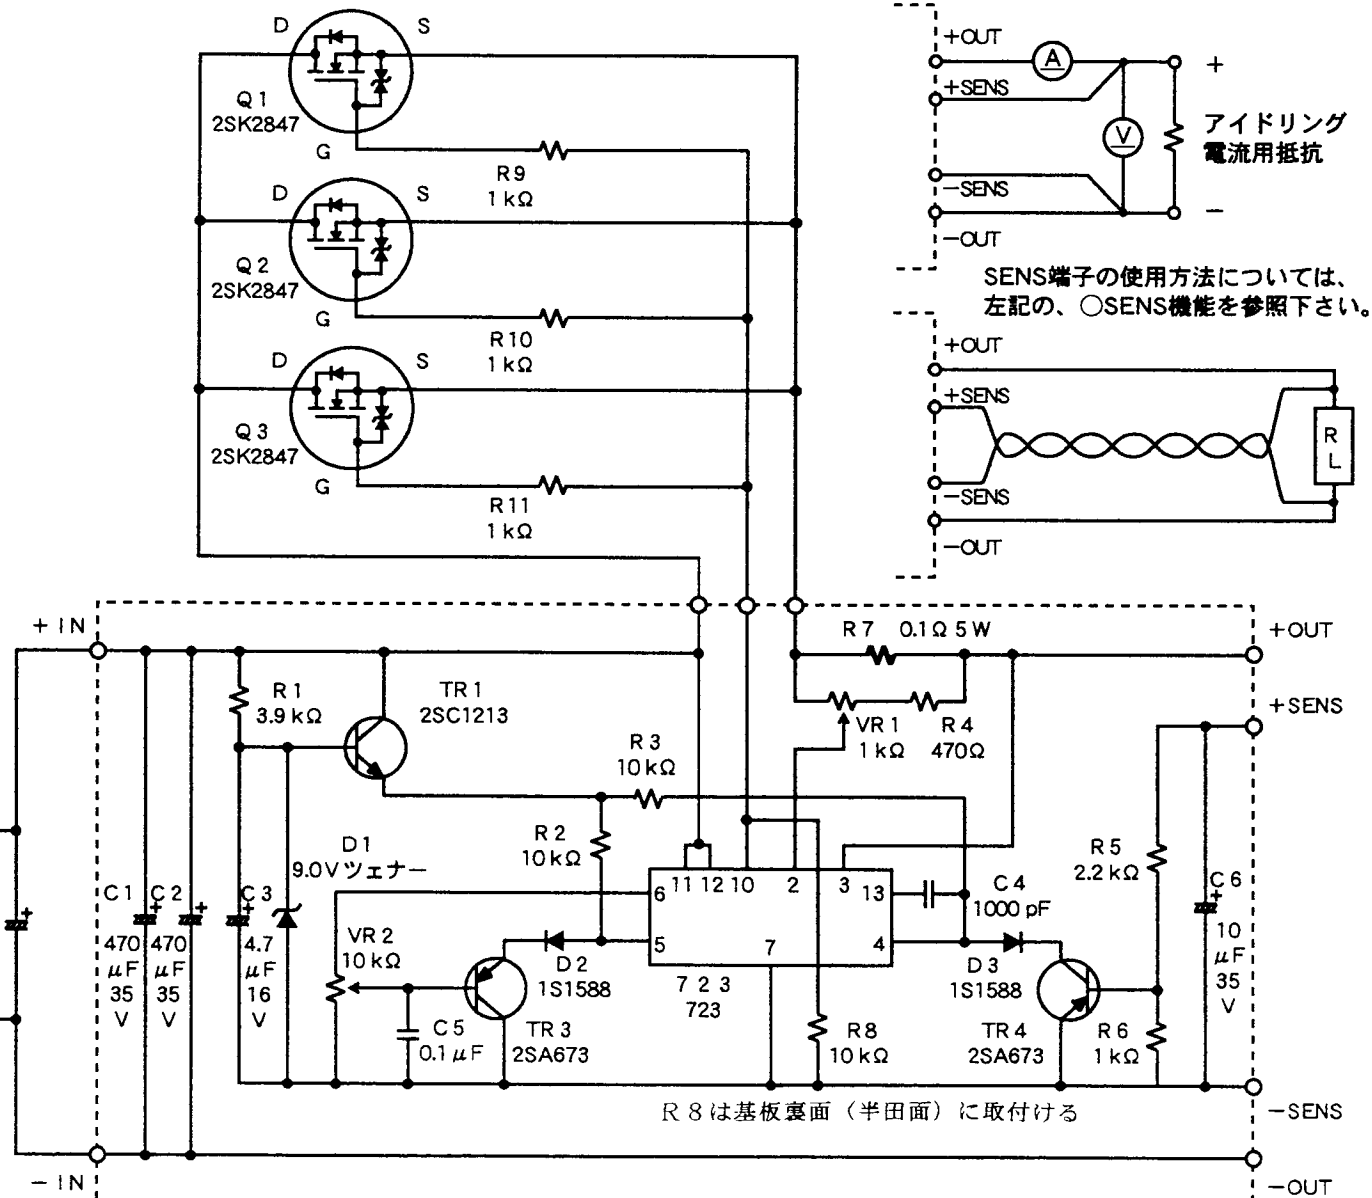 D
S
Q1
2SK2847
G
R9
1kΩ
D
S
Q2
2SK2847
G
R10
1kΩ
D
S
Q3
2SK2847
G
R11
1kΩ
+OUT
A
+SENS
V
+
アイドリング
電流用抵抗
−SENS
−
−OUT
SENS端子の使用方法については、
左記の、○SENS機能を参照下さい。
+OUT
+SENS
R
L
−SENS
−OUT
+IN
R7 0.1Ω5W
+OUT
R1
3.9kΩ
TR1
2SC1213
VR1
1kΩ
R4
470Ω
+SENS
R3
10kΩ
D1
9.0Vツェナー
R2
10kΩ
R5
2.2kΩ
11
12
10
2
3
6
13
5
4
7
C4
1000pF
C1
+
470
μF
35
V
C2
+
470
μF
35
V
C3
+
4.7
μF
16
V
+
VR2
10kΩ
D2
1S1588
723
723
D3
1S1588
C6
+
10
μF
35
V
C5
0.1μF
TR3
2SA673
R8
10kΩ
TR4
2SA673
R6
1kΩ
R8は基板裏面（半田面）に取付ける
−SENS
−IN
−OUT